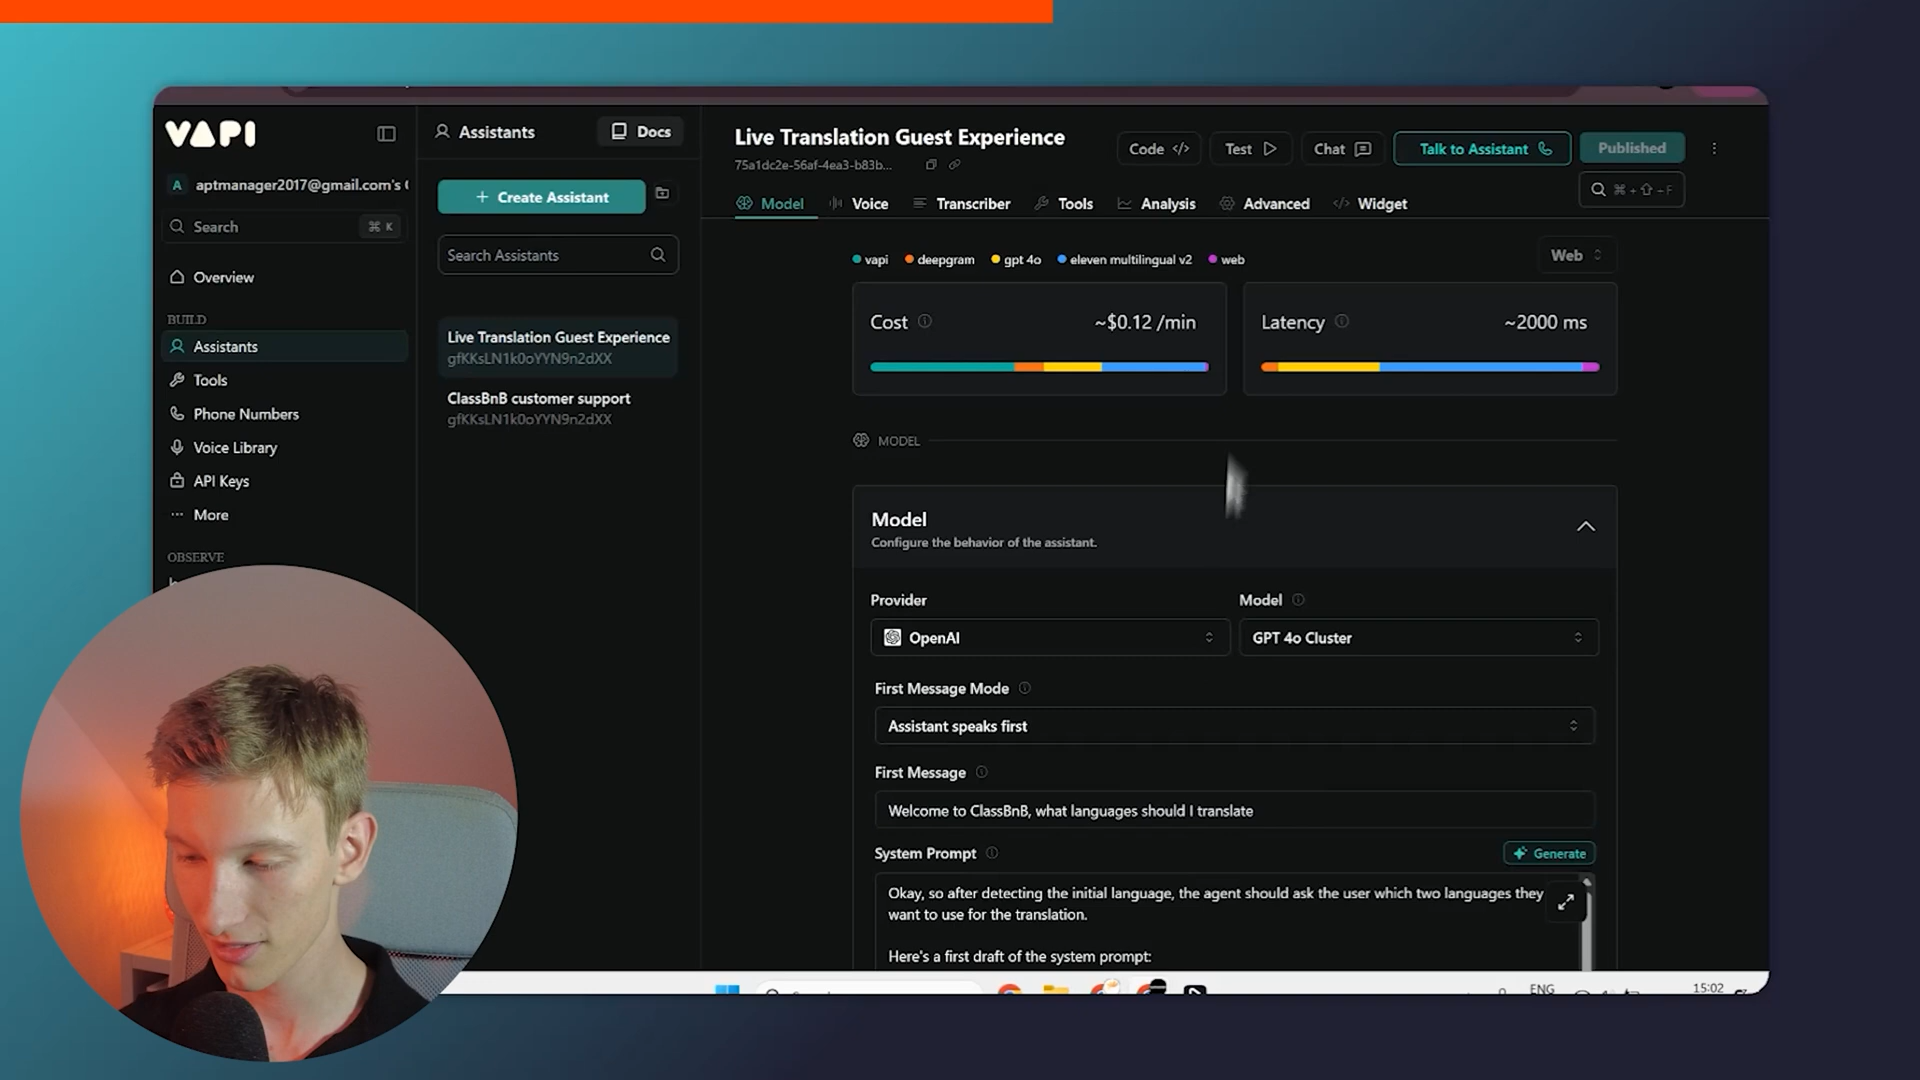 VAPI
A aptmanager2017@gmail.com's
Search ⌘ K
Overview
BUILD
Assistants
Tools
Phone Numbers
Voice Library
API Keys
More
OBSERVE
Assistants
Docs
+ Create Assistant
Search Assistants
Live Translation Guest Experience
gfKKsLN1k0oYYN9n2dXX
ClassBnB customer support
gfKKsLN1k0oYYN9n2dXX
Live Translation Guest Experience
75a1dc2e-56af-4ea3-b83b...
Code </>
Test
Chat
Talk to Assistant
Published
⌘ + ⇧ + F
Model
Voice
Transcriber
Tools
Analysis
Advanced
Widget
vapi
deepgram
gpt 4o
eleven multilingual v2
web
Web
Cost ~$0.12 /min
Latency ~2000 ms
MODEL
Model
Configure the behavior of the assistant.
Provider
OpenAI
Model
GPT 4o Cluster
First Message Mode
Assistant speaks first
First Message
Welcome to ClassBnB, what languages should I translate
System Prompt
Generate
Okay, so after detecting the initial language, the agent should ask the user which two languages they
want to use for the translation.
Here's a first draft of the system prompt:
ENG
15:02